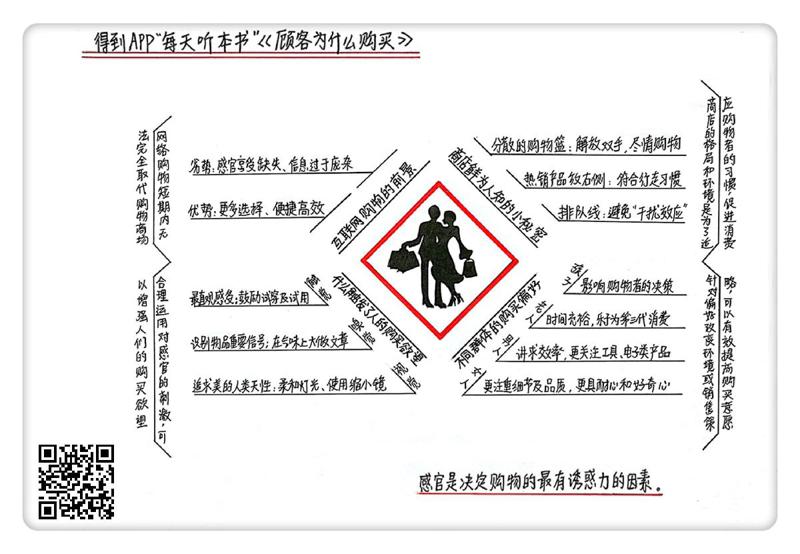 得到APP"每天听本书"《顾客为什么购买》
互联网购物的前景
劣势:感官享受缺失、信息过于庞杂
优势:更多选择、便捷高效
网络购物短期内无
法完全取代购物商场
商店鲜为人知的小秘密
分散的购物篮:解放双手,尽情购物
热销产品放右侧:符合行走习惯
排队线:避免"干扰效应"
商店的格局和环境是为了适
应购物者的习惯,促进消费
什么触发了人的购买欲望
触觉
最直观感受:鼓励试客及试用
嗅觉
识别物品重要信号:在气味上大做文章
视觉
追求美的人类天性:柔和灯光、使用缩小镜
合理运用对感官的刺激,可
以增强人们的购买欲望
不同群体的购买偏好
孩子
影响购物者的决策
老人
时间充裕,乐于为第三代消费
男人
讲求效率,更关注工具、电子类产品
女人
更注重细节及品质,更具耐心和好奇心
针对偏好改变环境或销售策
略,可以有效提高购买意愿
感官是决定购物的最有诱惑力的因素。